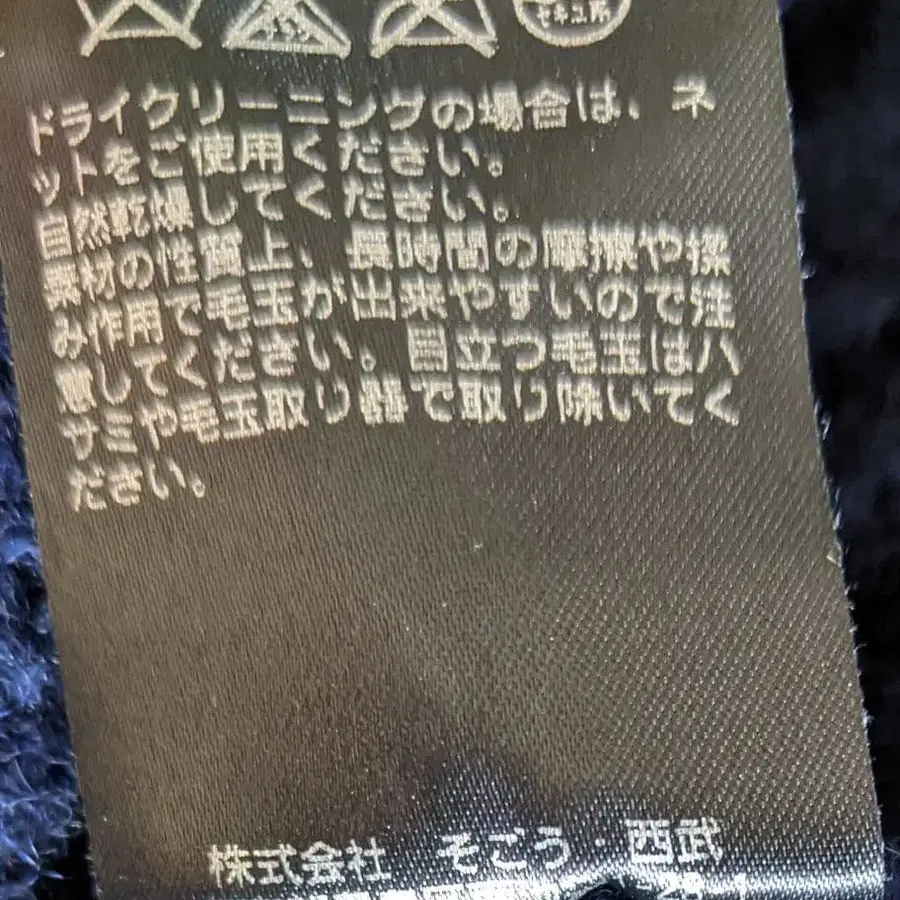 セキユ系
ドライクリーニングの場合は、ネ
ットをご使用ください。
自然乾燥してください。
素材の性質上、長時間の摩擦や揉
み作用で毛玉が出来やすいので注
意してください。目立つ毛玉はハ
サミや毛玉取り器で取り除いてく
ださい。
株式会社 そごう・西武